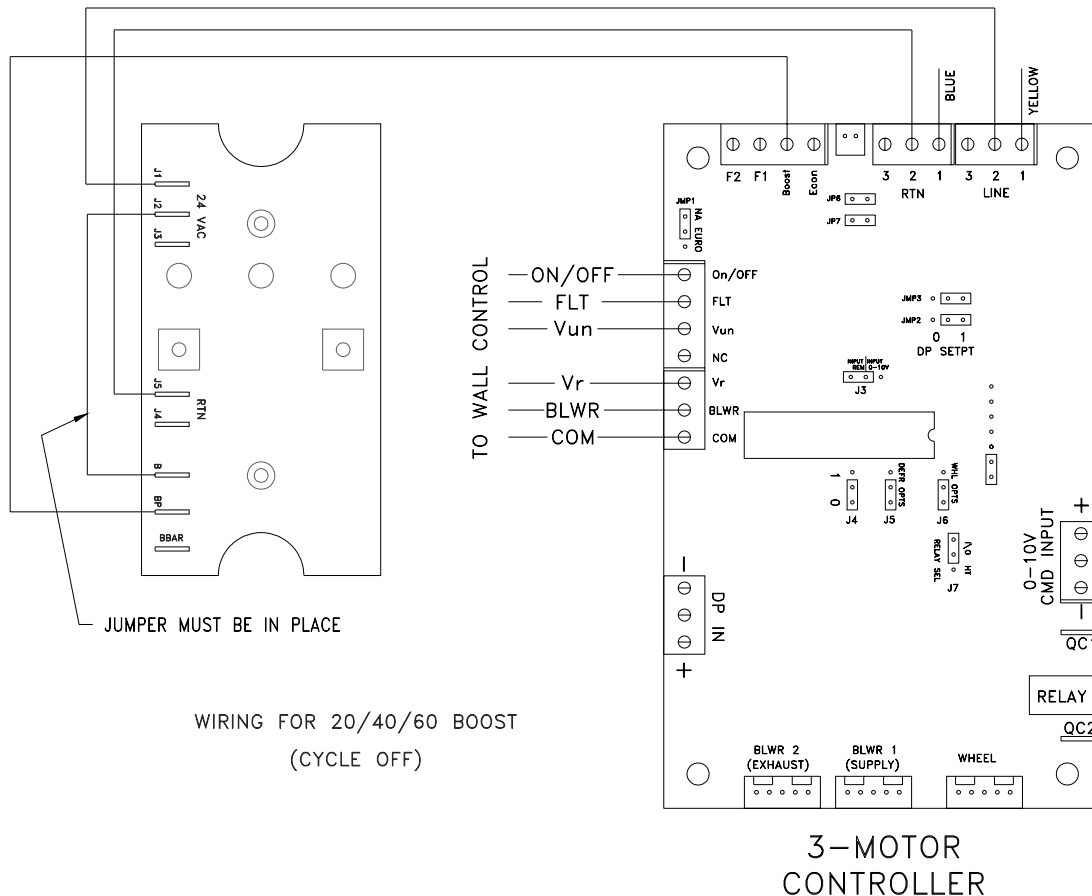 BLUE
YELLOW
F2
F1
Boost
Econ
3
2
1
RTN
3
2
1
LINE
J1
J2
J3
24 VAC
J5
J4
RTN
B
BP
BBAR
JUMPER MUST BE IN PLACE
WIRING FOR 20/40/60 BOOST
(CYCLE OFF)
TO WALL CONTROL
ON/OFF
FLT
Vun
Vr
BLWR
COM
JMP1
NA EURO
JP6
JP7
On/OFF
FLT
Vun
NC
Vr
BLWR
COM
JMP3
JMP2
0 1
DP SETPT
INPUT INPUT
REM 0-10V
J3
1
0
J4
DEFR OPTS
J5
WHL OPTS
J6
RELAY SEL
I\O HT
J7
-
DP IN
+
+
0-10V
CMD INPUT
-
QC1
RELAY
QC2
BLWR 2
(EXHAUST)
BLWR 1
(SUPPLY)
WHEEL
3-MOTOR
CONTROLLER